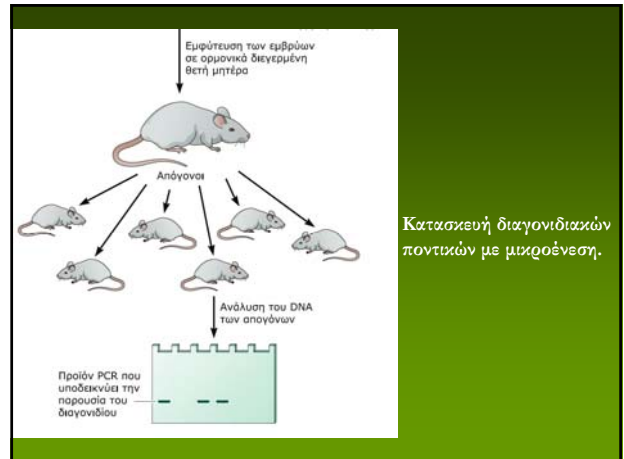 Εμφύτευση των εμβρύων
σε ορμονικά διεγερμένη
θετή μητέρα
Απόγονοι
Κατασκευή διαγονιδιακών
ποντικών με μικροένεση.
Ανάλυση του DNA
των απογόνων
Προϊόν PCR που
υποδεικνύει την
παρουσία του
διαγονιδίου